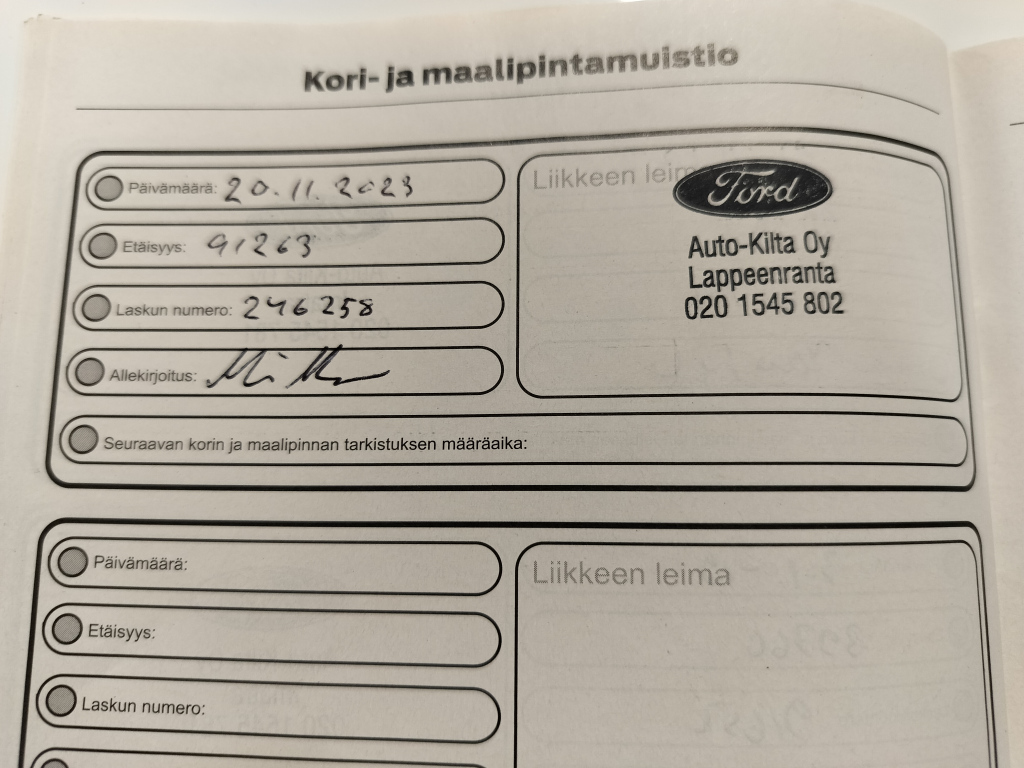 Kori- ja maalipintamuistio
Päivämäärä: 20.11.2023
Etäisyys: 91263
Laskun numero: 246258
Allekirjoitus:
Liikkeen leim
Ford
Auto-Kilta Oy
Lappeenranta
020 1545 802
Seuraavan korin ja maalipinnan tarkistuksen määräaika:
Päivämäärä:
Etäisyys:
Laskun numero:
Liikkeen leima